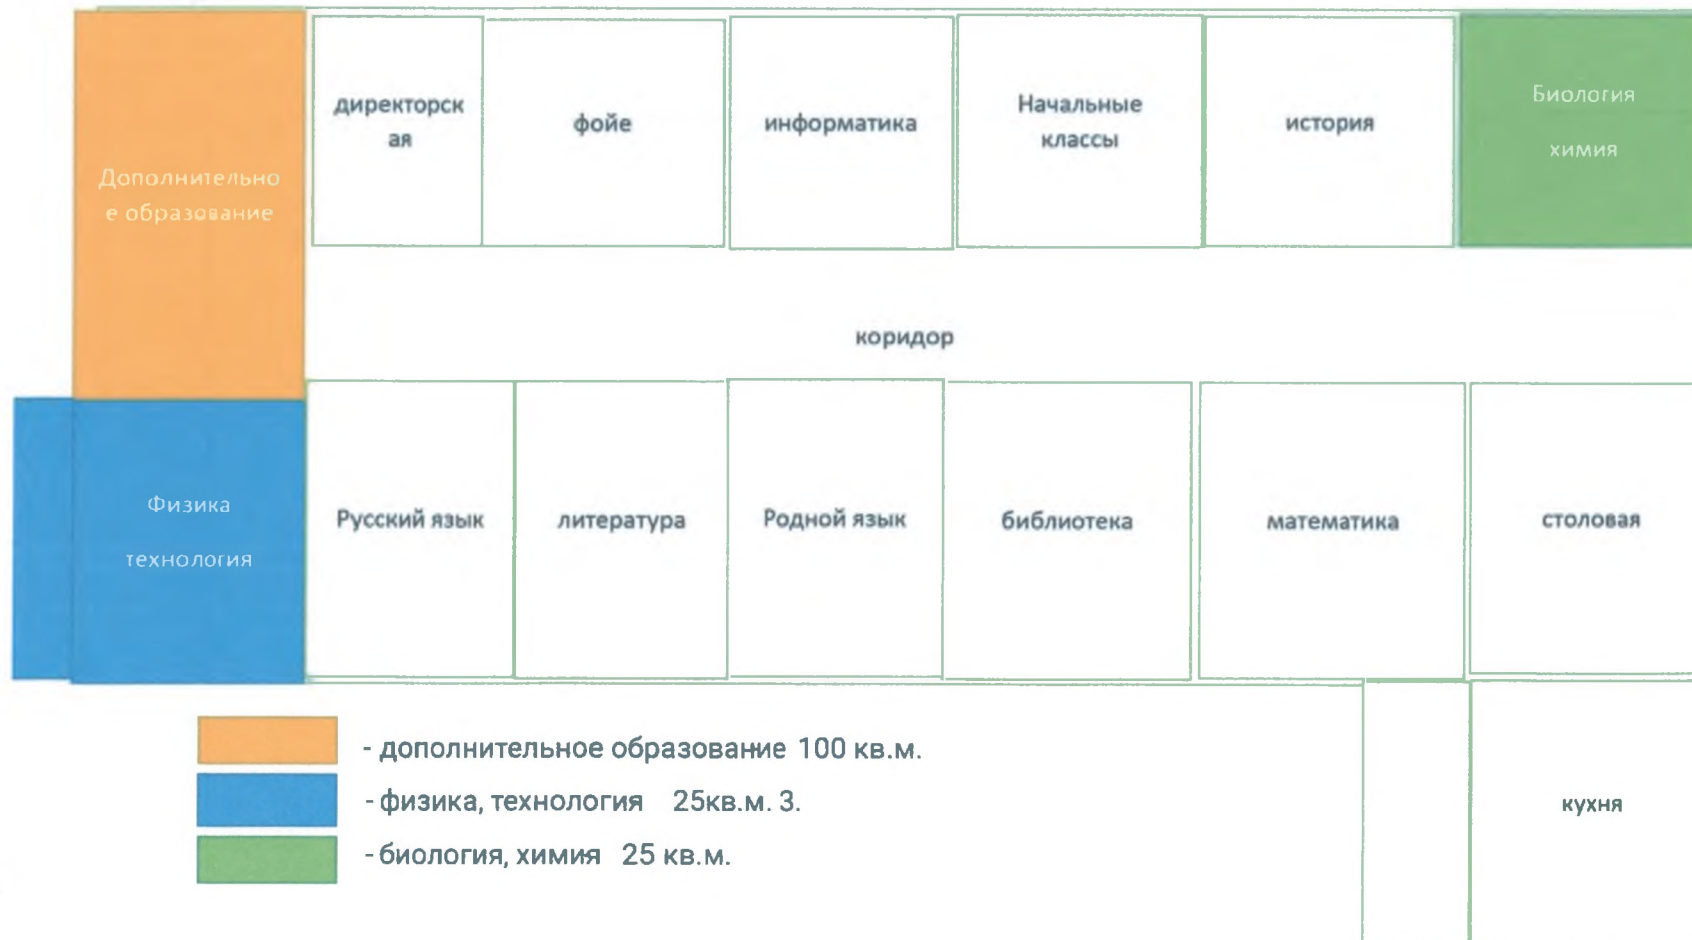 директорск
ая
фойе
информатика
Начальные
классы
история
Биология
химия
Дополнительно
е образование
коридор
Физика
технология
Русский язык
литература
Родной язык
библиотека
математика
столовая
- дополнительное образование 100 кв.м.
- физика, технология 25кв.м. 3.
- биология, химия 25 кв.м.
кухня